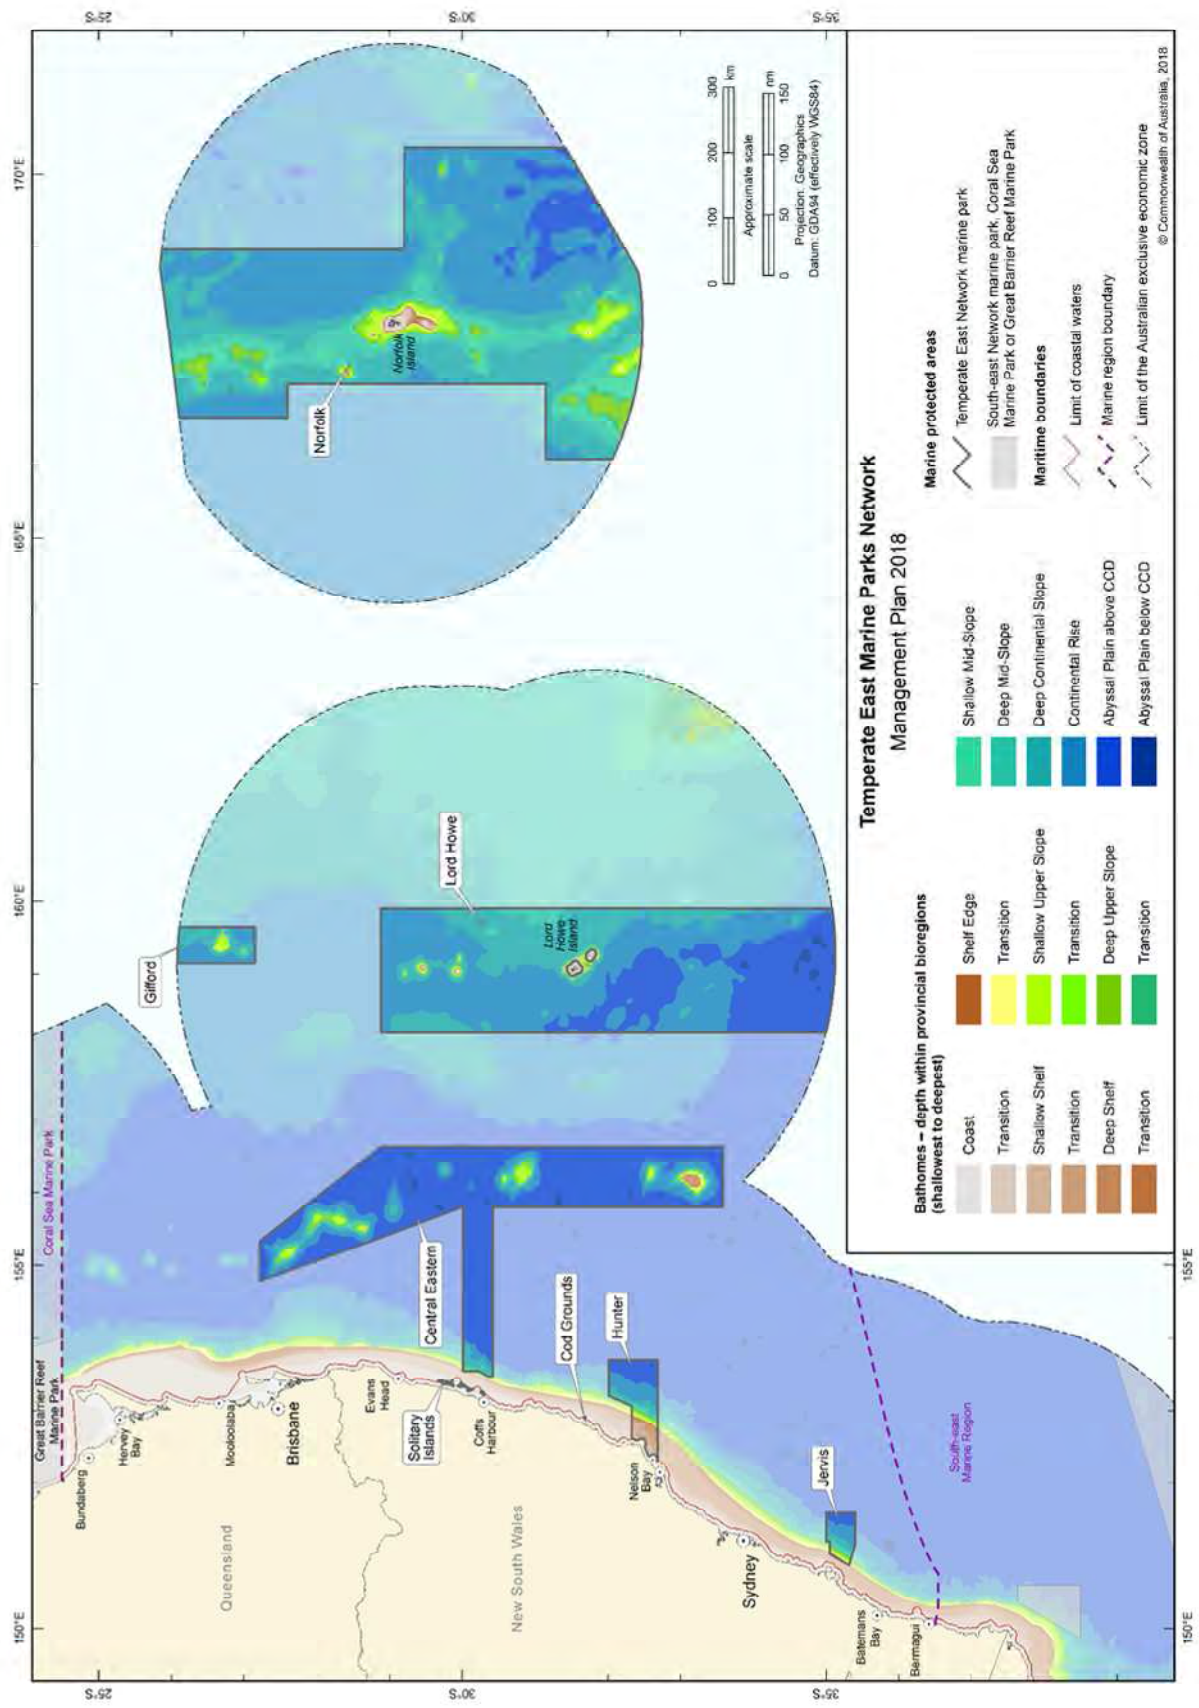 150°E
155°E
160°E
165°E
170°E
25°S
30°S
35°S
25°S
30°S
35°S
150°E
155°E
Great Barrier Reef
Marine Park
Coral Sea Marine Park
Bundaberg
Hervey
Bay
Mooloolaba
Brisbane
Queensland
Evans
Head
Solitary
Islands
Coffs
Harbour
Central Eastern
Cod Grounds
New South Wales
Nelson
Bay
Hunter
Sydney
Jervis
Batemans
Bay
Bermagui
South-east
Marine Region
Gifford
Lord Howe
Lord
Howe
Island
Norfolk
Norfolk
Island
0 100 200 300
km
Approximate scale
0 50 100 150
nm
Projection: Geographics
Datum: GDA94 (effectively WGS84)
Temperate East Marine Parks Network
Management Plan 2018
Bathomes – depth within provincial bioregions
(shallowest to deepest)
Coast
Transition
Shallow Shelf
Transition
Deep Shelf
Transition
Shelf Edge
Transition
Shallow Upper Slope
Transition
Deep Upper Slope
Transition
Shallow Mid-Slope
Deep Mid-Slope
Deep Continental Slope
Continental Rise
Abyssal Plain above CCD
Abyssal Plain below CCD
Marine protected areas
Temperate East Network marine park
South-east Network marine park, Coral Sea
Marine Park or Great Barrier Reef Marine Park
Maritime boundaries
Limit of coastal waters
Marine region boundary
Limit of the Australian exclusive economic zone
© Commonwealth of Australia, 2018